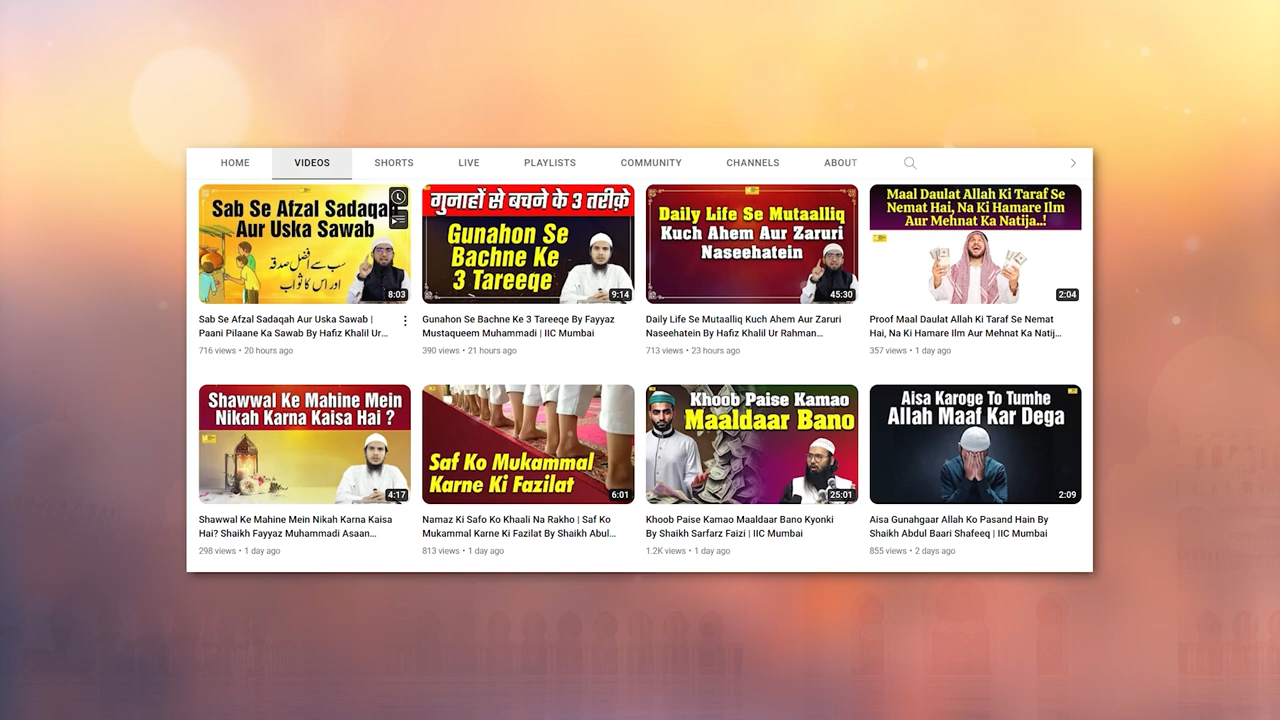 HOME VIDEOS SHORTS LIVE PLAYLISTS COMMUNITY CHANNELS ABOUT
Sab Se Afzal Sadaqa
Aur Uska Sawab
سب سے افضل صدقہ
اور اس کا ثواب
8:03
गुनाहों से बचने के 3 तरीक़े
Gunahon Se
Bachne Ke
3 Tareeqe
9:14
Daily Life Se Mutaalliq
Kuch Ahem Aur Zaruri
Naseehatein
45:30
Maal Daulat Allah Ki Taraf Se
Nemat Hai, Na Ki Hamare Ilm
Aur Mehnat Ka Natija..!
2:04
Sab Se Afzal Sadaqah Aur Uska Sawab |
Paani Pilaane Ka Sawab By Hafiz Khalil Ur...
716 views • 20 hours ago
Gunahon Se Bachne Ke 3 Tareeqe By Fayyaz
Mustaqueem Muhammadi | IIC Mumbai
390 views • 21 hours ago
Daily Life Se Mutaalliq Kuch Ahem Aur Zaruri
Naseehatein By Hafiz Khalil Ur Rahman...
713 views • 23 hours ago
Proof Maal Daulat Allah Ki Taraf Se Nemat
Hai, Na Ki Hamare Ilm Aur Mehnat Ka Natij...
357 views • 1 day ago
Shawwal Ke Mahine Mein
Nikah Karna Kaisa Hai ?
4:17
Saf Ko Mukammal
Karne Ki Fazilat
6:01
Khoob Paise Kamao
Maaldaar Bano
25:01
Aisa Karoge To Tumhe
Allah Maaf Kar Dega
2:09
Shawwal Ke Mahine Mein Nikah Karna Kaisa
Hai? Shaikh Fayyaz Muhammadi Asaan...
298 views • 1 day ago
Namaz Ki Safo Ko Khaali Na Rakho | Saf Ko
Mukammal Karne Ki Fazilat By Shaikh Abul...
813 views • 1 day ago
Khoob Paise Kamao Maaldaar Bano Kyonki
By Shaikh Sarfarz Faizi | IIC Mumbai
1.2K views • 1 day ago
Aisa Gunahgaar Allah Ko Pasand Hain By
Shaikh Abdul Baari Shafeeq | IIC Mumbai
855 views • 2 days ago